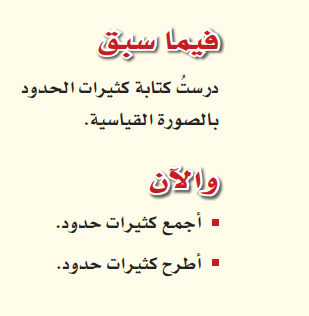 فيما سبق
درستُ كتابة كثيرات الحدود
بالصورة القياسية.
والآن
▪ أجمع كثيرات حدود.
▪ أطرح كثيرات حدود.